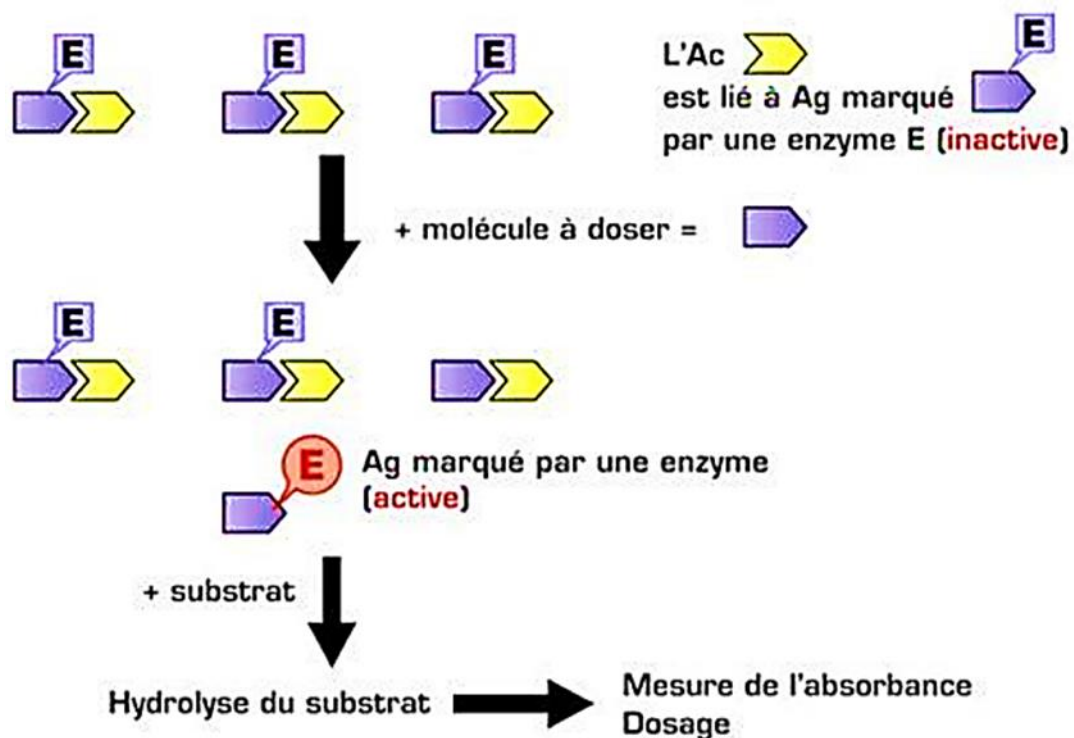 E
E
E
E
L'Ac
est lié à Ag marqué
par une enzyme E (inactive)
+ molécule à doser =
E
E
E
Ag marqué par une enzyme
(active)
+ substrat
Hydrolyse du substrat
Mesure de l'absorbance
Dosage